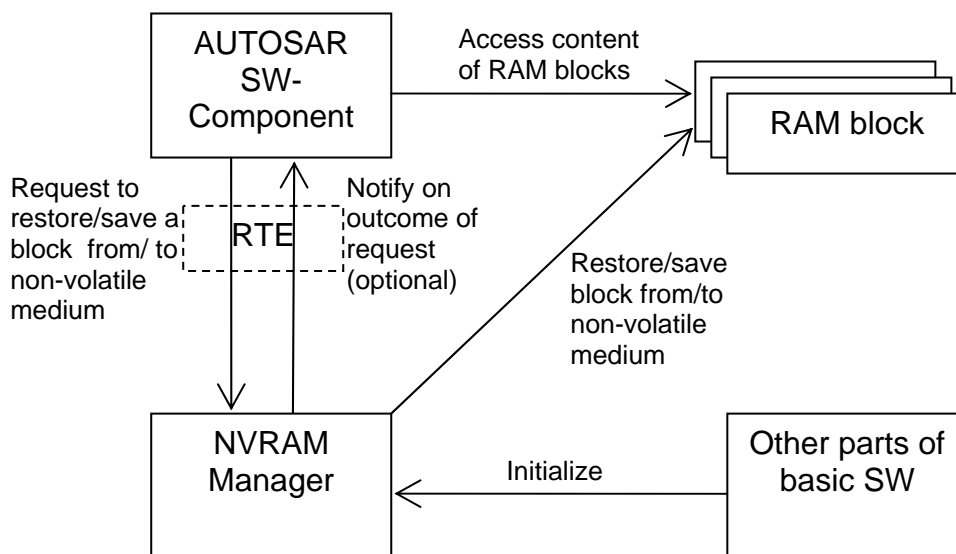 AUTOSAR
SW-
Component
Access content
of RAM blocks
RAM block
Request to
restore/save a
block from/ to
non-volatile
medium
RTE
Notify on
outcome of
request
(optional)
Restore/save
block from/to
non-volatile
medium
NVRAM
Manager
Initialize
Other parts of
basic SW